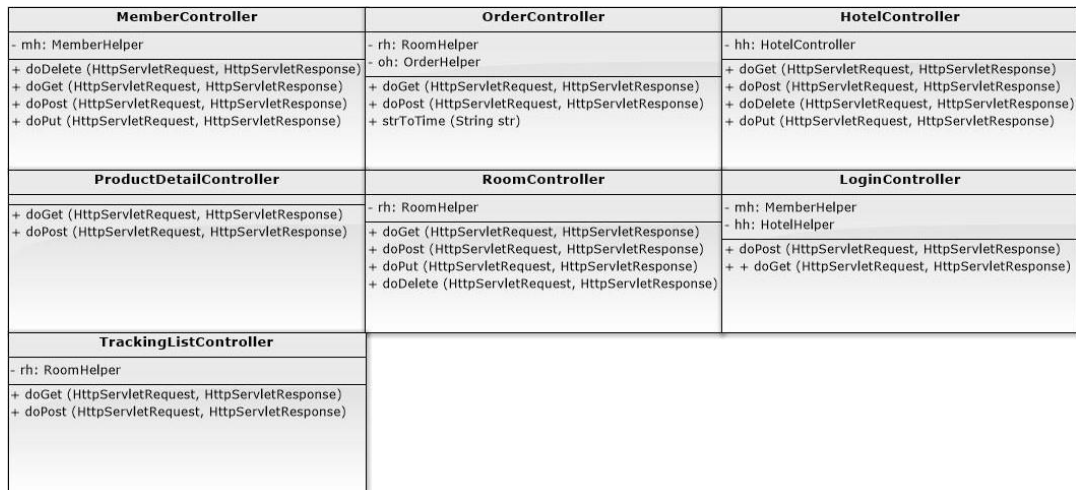 MemberController
- mh: MemberHelper
+ doDelete (HttpServletRequest, HttpServletResponse)
+ doGet (HttpServletRequest, HttpServletResponse)
+ doPost (HttpServletRequest, HttpServletResponse)
+ doPut (HttpServletRequest, HttpServletResponse)
OrderController
- rh: RoomHelper
- oh: OrderHelper
+ doGet (HttpServletRequest, HttpServletResponse)
+ doPost (HttpServletRequest, HttpServletResponse)
+ strToTime (String str)
HotelController
- hh: HotelController
+ doGet (HttpServletRequest, HttpServletResponse)
+ doPost (HttpServletRequest, HttpServletResponse)
+ doDelete (HttpServletRequest, HttpServletResponse)
+ doPut (HttpServletRequest, HttpServletResponse)
ProductDetailController
+ doGet (HttpServletRequest, HttpServletResponse)
+ doPost (HttpServletRequest, HttpServletResponse)
RoomController
- rh: RoomHelper
+ doGet (HttpServletRequest, HttpServletResponse)
+ doPost (HttpServletRequest, HttpServletResponse)
+ doPut (HttpServletRequest, HttpServletResponse)
+ doDelete (HttpServletRequest, HttpServletResponse)
LoginController
- mh: MemberHelper
- hh: HotelHelper
+ doPost (HttpServletRequest, HttpServletResponse)
+ + doGet (HttpServletRequest, HttpServletResponse)
TrackingListController
- rh: RoomHelper
+ doGet (HttpServletRequest, HttpServletResponse)
+ doPost (HttpServletRequest, HttpServletResponse)